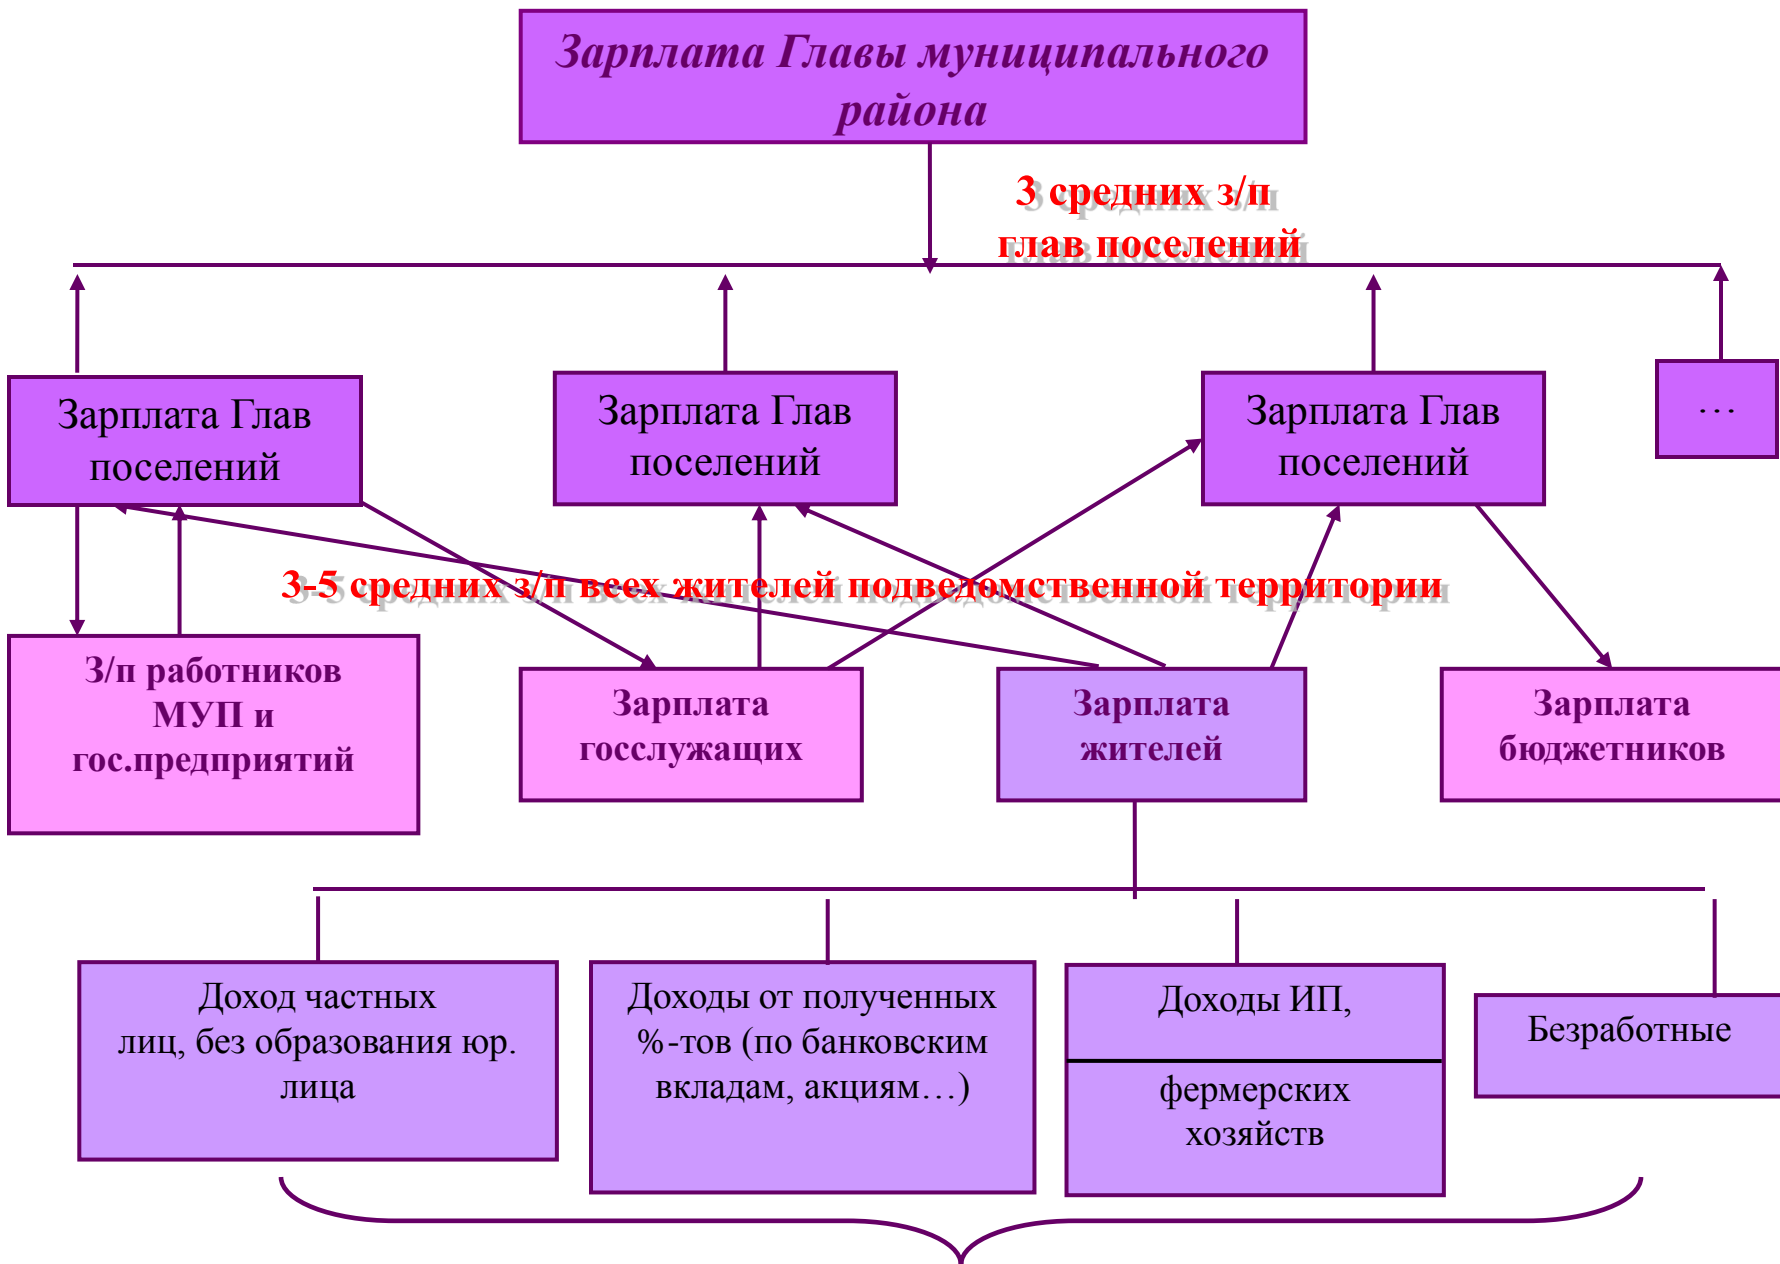 Зарплата Главы муниципального
района
3 средних з/п
глав поселений
Зарплата Глав
поселений
Зарплата Глав
поселений
Зарплата Глав
поселений
…
3-5 средних з/п всех жителей подведомственной территории
З/п работников
МУП и
гос.предприятий
Зарплата
госслужащих
Зарплата
жителей
Зарплата
бюджетников
Доход частных
лиц, без образования юр.
лица
Доходы от полученных
%-тов (по банковским
вкладам, акциям…)
Доходы ИП,
фермерских
хозяйств
Безработные